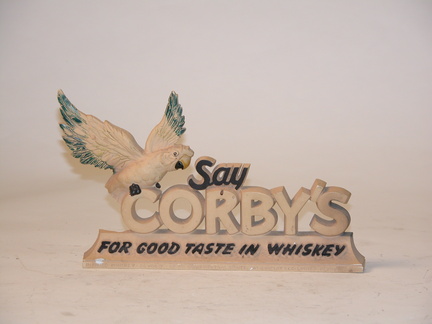 Say
CORBY'S
FOR GOOD TASTE IN WHISKEY